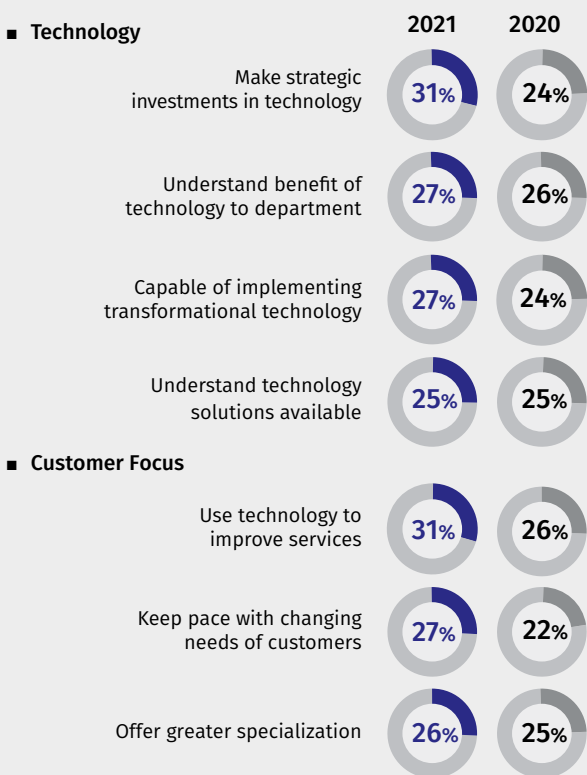 ■ Technology 2021 2020
Make strategic
investments in technology
31% 24%
Understand benefit of
technology to department
27% 26%
Capable of implementing
transformational technology
27% 24%
Understand technology
solutions available
25% 25%
■ Customer Focus
Use technology to
improve services
31% 26%
Keep pace with changing
needs of customers
27% 22%
Offer greater specialization
26% 25%